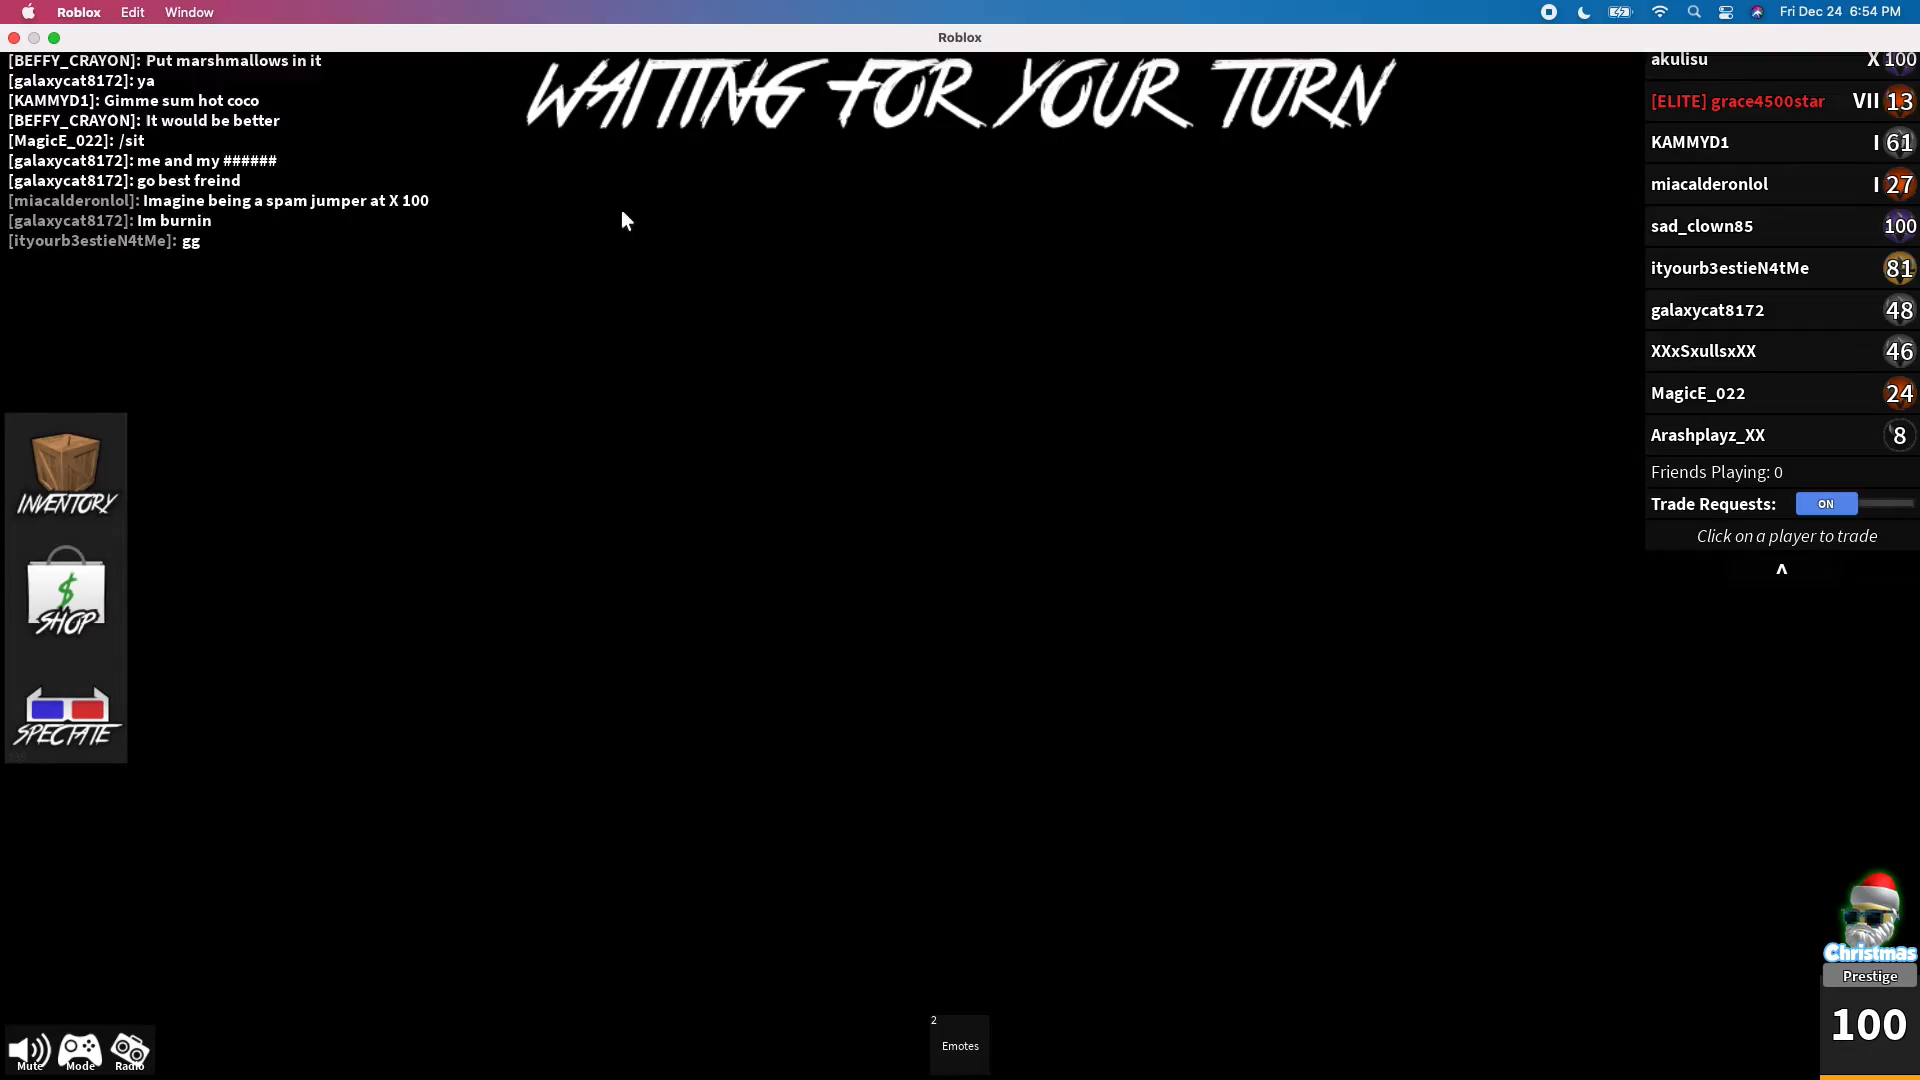 Roblox Edit Window Fri Dec 24 6:54 PM
Roblox
[BEFFY_CRAYON]: Put marshmallows in it
[galaxycat8172]: ya
[KAMMYD1]: Gimme sum hot coco
[BEFFY_CRAYON]: It would be better
[MagicE_022]: /sit
[galaxycat8172]: me and my ######
[galaxycat8172]: go best freind
[miacalderonlol]: Imagine being a spam jumper at X 100
[galaxycat8172]: Im burnin
[ityourb3estieN4tMe]: gg
WAITING FOR YOUR TURN
akulisu X 100
[ELITE] grace4500star VII 13
KAMMYD1 I 61
miacalderonlol I 27
sad_clown85 100
ityourb3estieN4tMe 81
galaxycat8172 48
XXxSxullsxXX 46
MagicE_022 24
Arashplayz_XX 8
Friends Playing: 0
Trade Requests: ON
Click on a player to trade
^
INVENTORY
$
SHOP
SPECTATE
Christmas
Prestige
100
Mute Mode Radio
2
Emotes